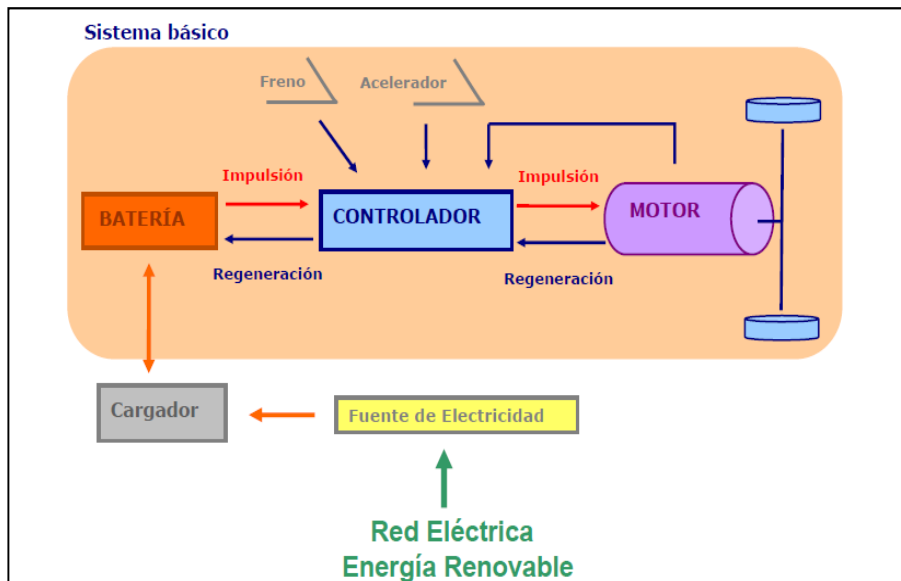 Sistema básico
Freno
Acelerador
Impulsión
Impulsión
BATERÍA
CONTROLADOR
MOTOR
Regeneración
Regeneración
Cargador
Fuente de Electricidad
Red Eléctrica
Energía Renovable